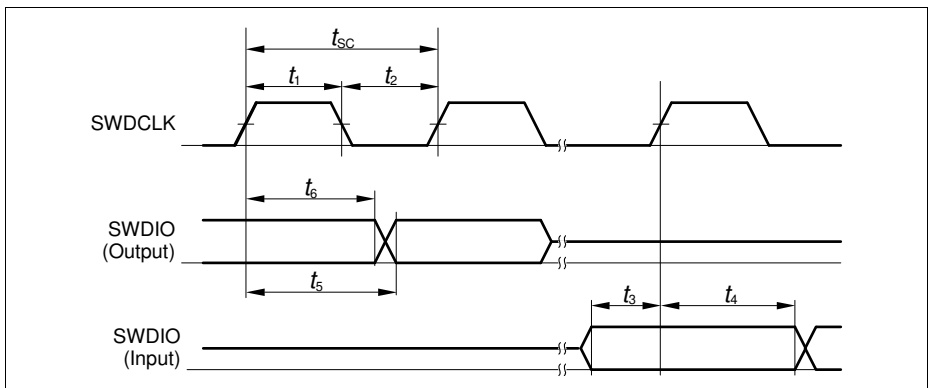 tSC
t1 t2
SWDCLK
t6
SWDIO
(Output)
t5
t3 t4
SWDIO
(Input)